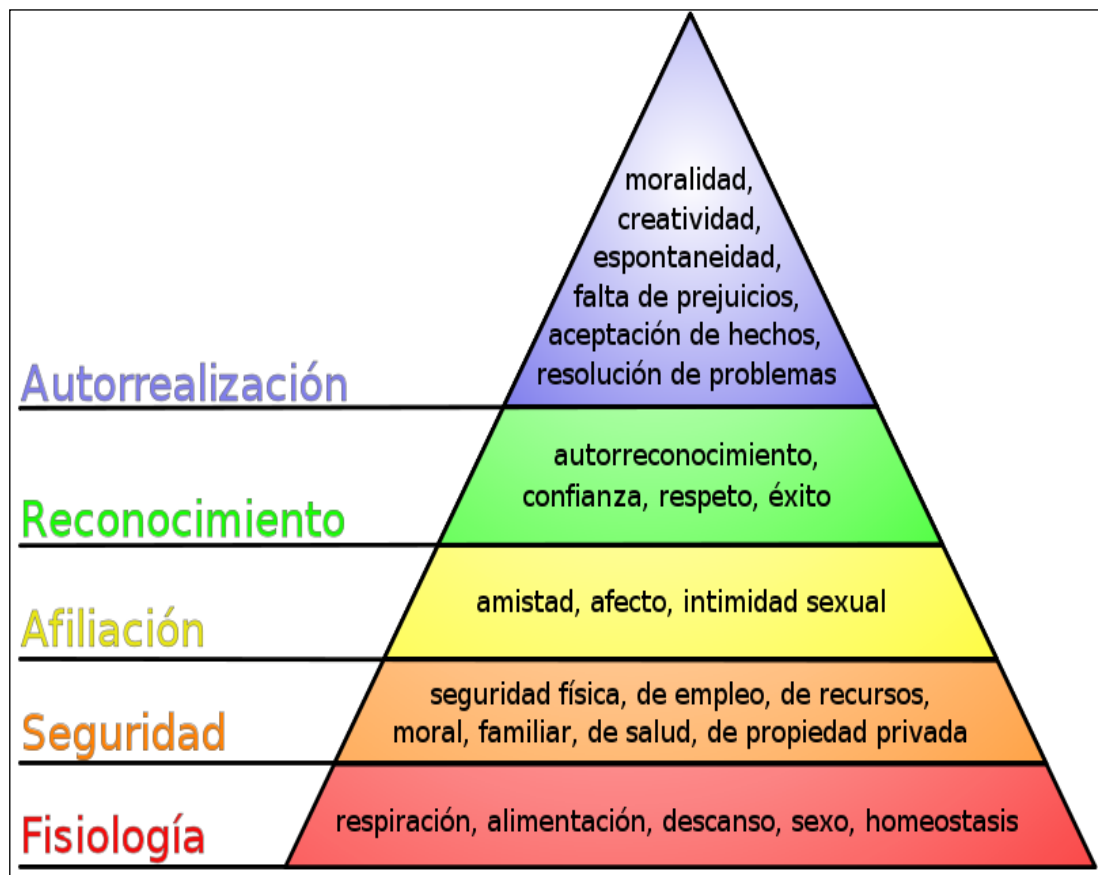 moralidad,
creatividad,
espontaneidad,
falta de prejuicios,
aceptación de hechos,
resolución de problemas
Autorrealización
autorreconocimiento,
confianza, respeto, éxito
Reconocimiento
amistad, afecto, intimidad sexual
Afiliación
seguridad física, de empleo, de recursos,
moral, familiar, de salud, de propiedad privada
Seguridad
respiración, alimentación, descanso, sexo, homeostasis
Fisiología